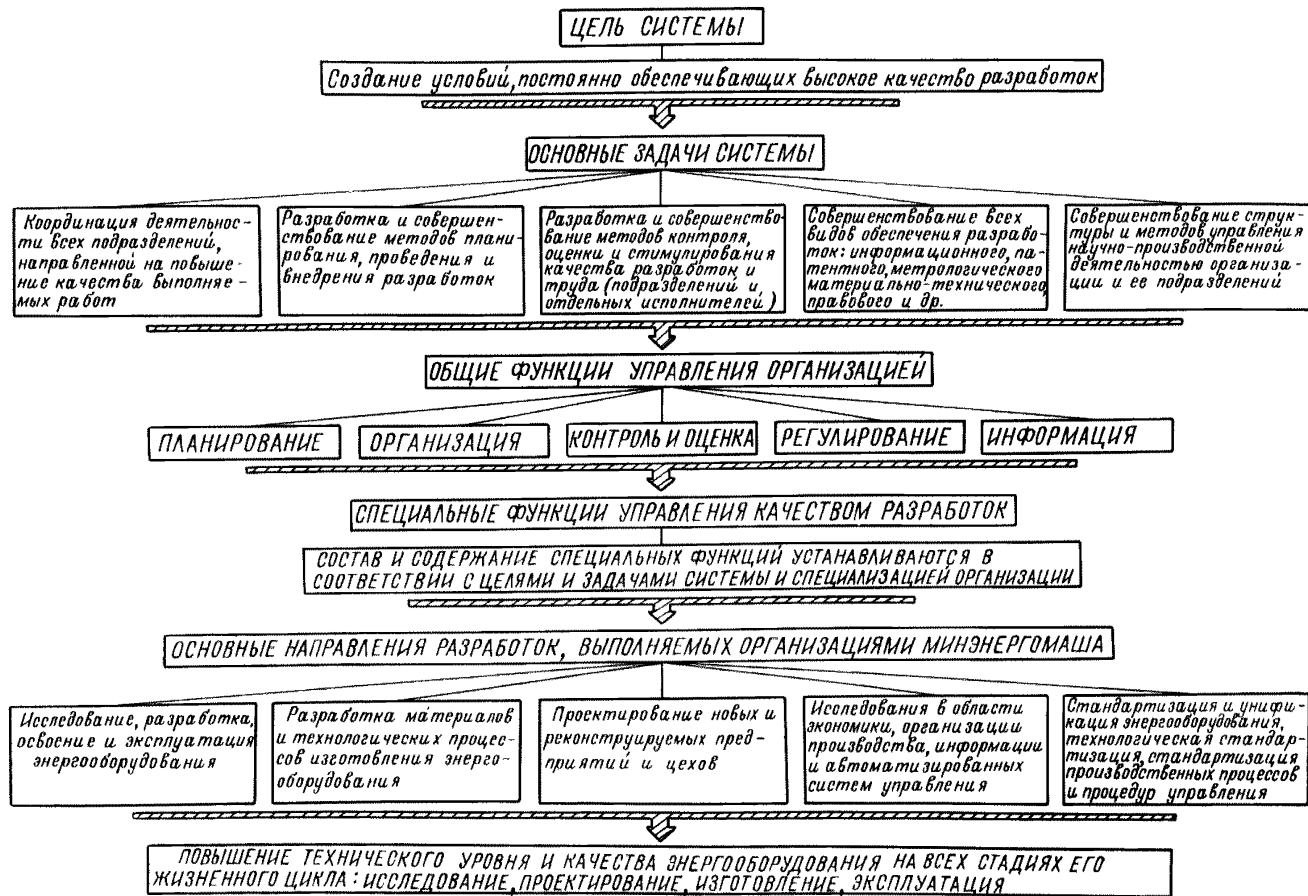 ЦЕЛЬ СИСТЕМЫ
Создание условий, постоянно обеспечивающих высокое качество разработок
ОСНОВНЫЕ ЗАДАЧИ СИСТЕМЫ
Координация деятельнос-
ти всех подразделений,
направленной на повыше-
ние качества выполняе-
мых работ
Разработка и совершен-
ствование методов плани-
рования, проведения и
внедрения разработок
Разработка и совершенство-
вание методов контроля,
оценки и стимулирования
качества разработок и
труда (подразделений и
отдельных исполнителей)
Совершенствование всех
видов обеспечения разрабо-
ток: информационного, па-
тентного, метрологического
материально-технического,
правового и др.
Совершенствование струк-
туры и методов управления
научно-производственной
деятельностью организа-
ции и ее подразделений
ОБЩИЕ ФУНКЦИИ УПРАВЛЕНИЯ ОРГАНИЗАЦИЕЙ
ПЛАНИРОВАНИЕ
ОРГАНИЗАЦИЯ
КОНТРОЛЬ И ОЦЕНКА
РЕГУЛИРОВАНИЕ
ИНФОРМАЦИЯ
СПЕЦИАЛЬНЫЕ ФУНКЦИИ УПРАВЛЕНИЯ КАЧЕСТВОМ РАЗРАБОТОК
СОСТАВ И СОДЕРЖАНИЕ СПЕЦИАЛЬНЫХ ФУНКЦИЙ УСТАНАВЛИВАЮТСЯ В
СООТВЕТСТВИИ С ЦЕЛЯМИ И ЗАДАЧАМИ СИСТЕМЫ И СПЕЦИАЛИЗАЦИЕЙ ОРГАНИЗАЦИИ
ОСНОВНЫЕ НАПРАВЛЕНИЯ РАЗРАБОТОК, ВЫПОЛНЯЕМЫХ ОРГАНИЗАЦИЯМИ МИНЭНЕРГОМАША
Исследование, разработка,
освоение и эксплуатация
энергооборудования
Разработка материалов
и технологических процес-
сов изготовления энерго-
оборудования
Проектирование новых и
реконструируемых пред-
приятий и цехов
Исследования в области
экономики, организации
производства, информации
и автоматизированных
систем управления
Стандартизация и унифи-
кация энергооборудования,
технологическая стандар-
тизация, стандартизация
производственных процессов
и процедур управления
ПОВЫШЕНИЕ ТЕХНИЧЕСКОГО УРОВНЯ И КАЧЕСТВА ЭНЕРГООБОРУДОВАНИЯ НА ВСЕХ СТАДИЯХ ЕГО
ЖИЗНЕННОГО ЦИКЛА: ИССЛЕДОВАНИЕ, ПРОЕКТИРОВАНИЕ, ИЗГОТОВЛЕНИЕ, ЭКСПЛУАТАЦИЯ